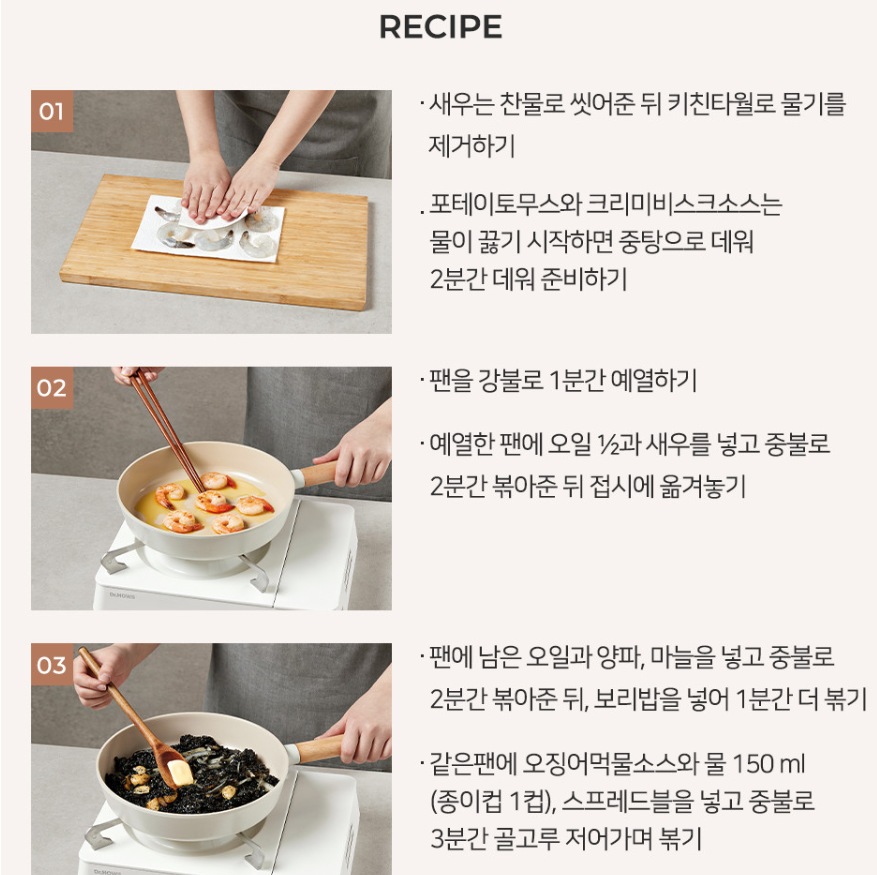 RECIPE
01
· 새우는 찬물로 씻어준 뒤 키친타월로 물기를
제거하기
· 포테이토무스와 크리미비스크소스는
물이 끓기 시작하면 중탕으로 데워
2분간 데워 준비하기
02
· 팬을 강불로 1분간 예열하기
· 예열한 팬에 오일 ½과 새우를 넣고 중불로
2분간 볶아준 뒤 접시에 옮겨놓기
Dr.HOWS
03
· 팬에 남은 오일과 양파, 마늘을 넣고 중불로
2분간 볶아준 뒤, 보리밥을 넣어 1분간 더 볶기
· 같은팬에 오징어먹물소스와 물 150 ml
(종이컵 1컵), 스프레드블을 넣고 중불로
3분간 골고루 저어가며 볶기
Dr.HOWS